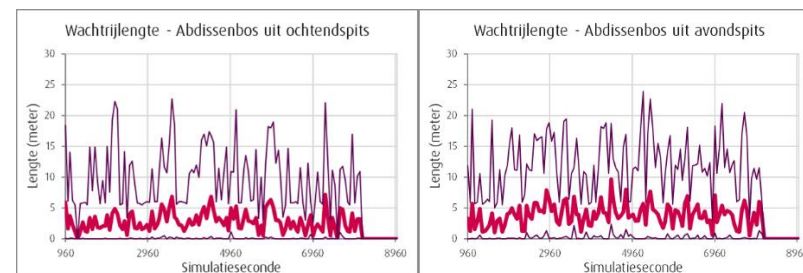 Wachtrijlengte - Abdissenbos uit ochtendspits
30
25
20
15
10
5
0
Lengte (meter)
960 2960 4960 6960 8960
Simulatieseconde
Wachtrijlengte - Abdissenbos uit avondspits
30
25
20
15
10
5
0
Lengte (meter)
960 2960 4960 6960 896
Simulatieseconde